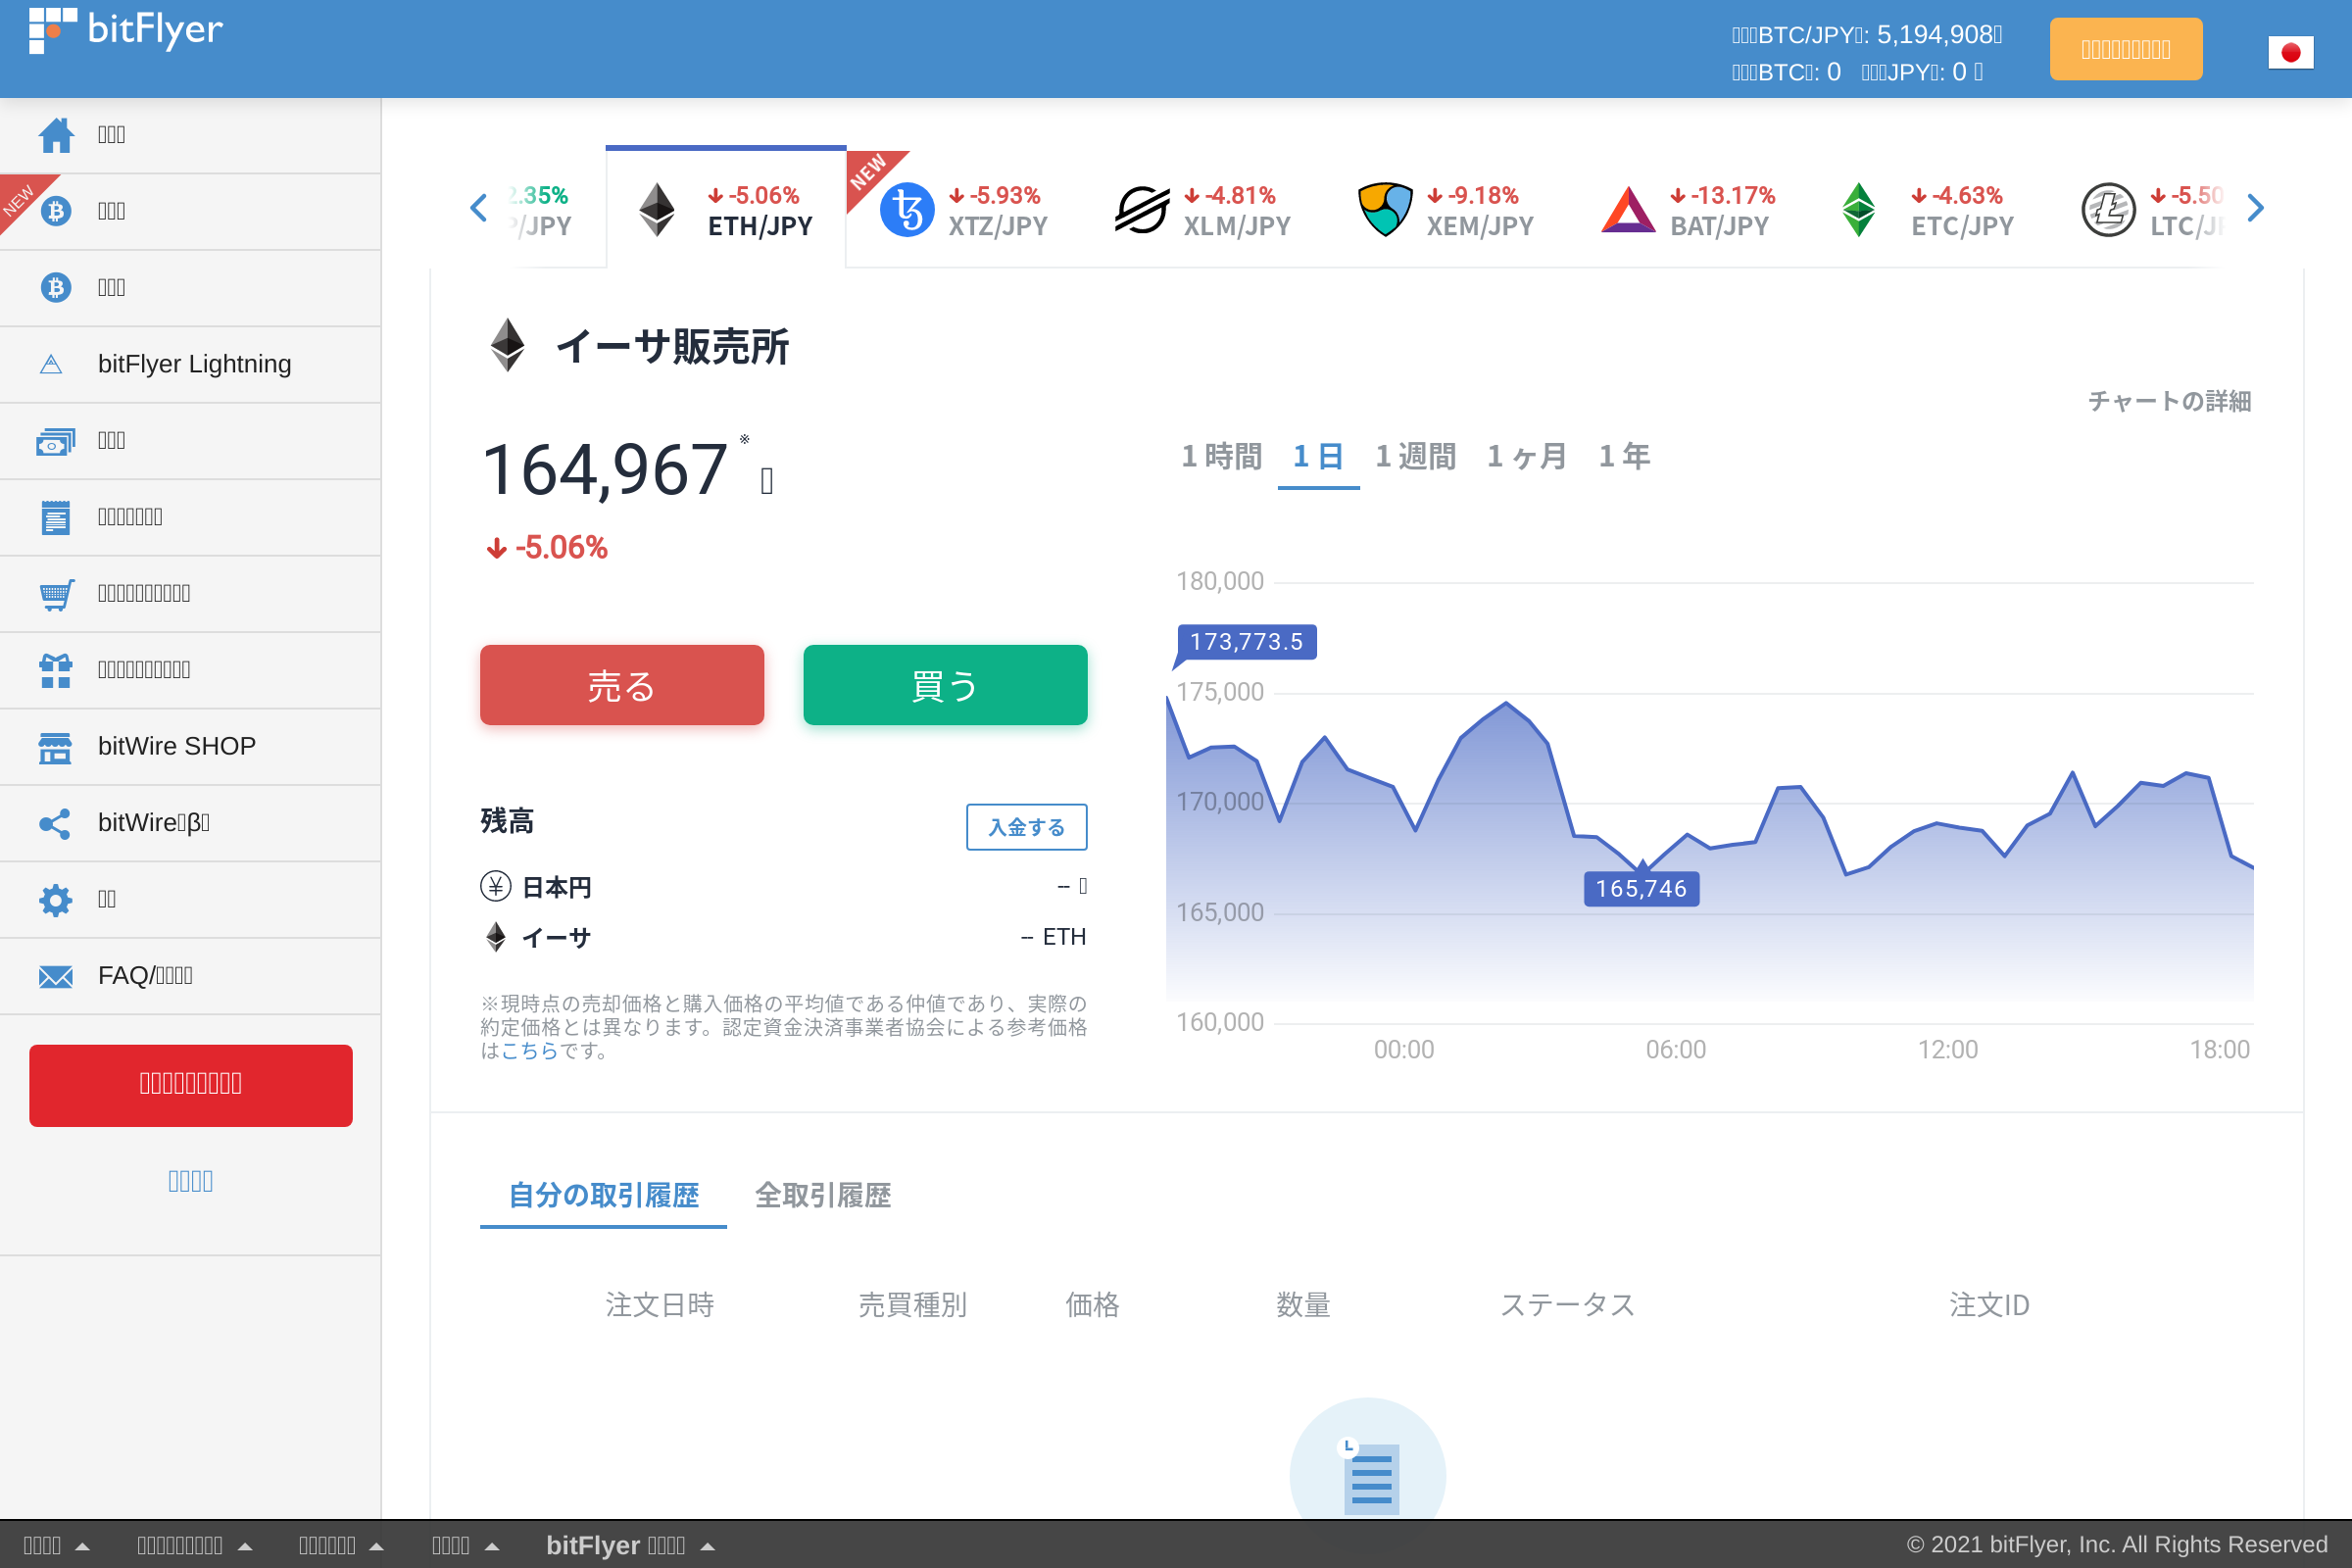 bitFlyer
BTC/JPY: 5,194,908
BTC: 0 JPY: 0
NEW
bitFlyer Lightning
bitWire SHOP
bitWire β
FAQ/
2.35%
/JPY
-5.06%
ETH/JPY
NEW
-5.93%
XTZ/JPY
-4.81%
XLM/JPY
-9.18%
XEM/JPY
-13.17%
BAT/JPY
-4.63%
ETC/JPY
-5.50
LTC/J
イーサ販売所
チャートの詳細
164,967 ※
-5.06%
1 時間 1 日 1 週間 1 ヶ月 1 年
売る 買う
残高 入金する
日本円 --
イーサ -- ETH
※現時点の売却価格と購入価格の平均値である仲値であり、実際の
約定価格とは異なります。認定資金決済事業者協会による参考価格
はこちらです。
180,000
173,773.5
175,000
170,000
165,746
165,000
160,000
00:00 06:00 12:00 18:00
自分の取引履歴 全取引履歴
注文日時 売買種別 価格 数量 ステータス 注文ID
bitFlyer
© 2021 bitFlyer, Inc. All Rights Reserved